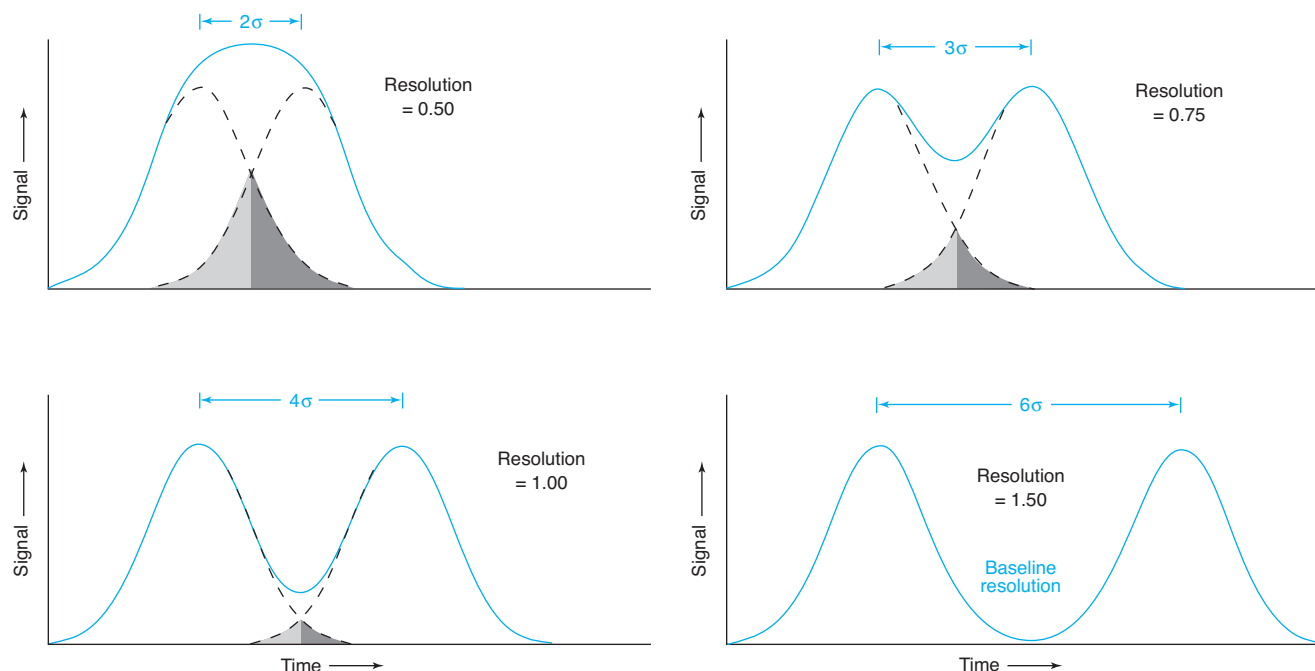 2σ
Resolution
= 0.50
Signal
3σ
Resolution
= 0.75
Signal
4σ
Resolution
= 1.00
Signal
Time
6σ
Resolution
= 1.50
Baseline
resolution
Signal
Time